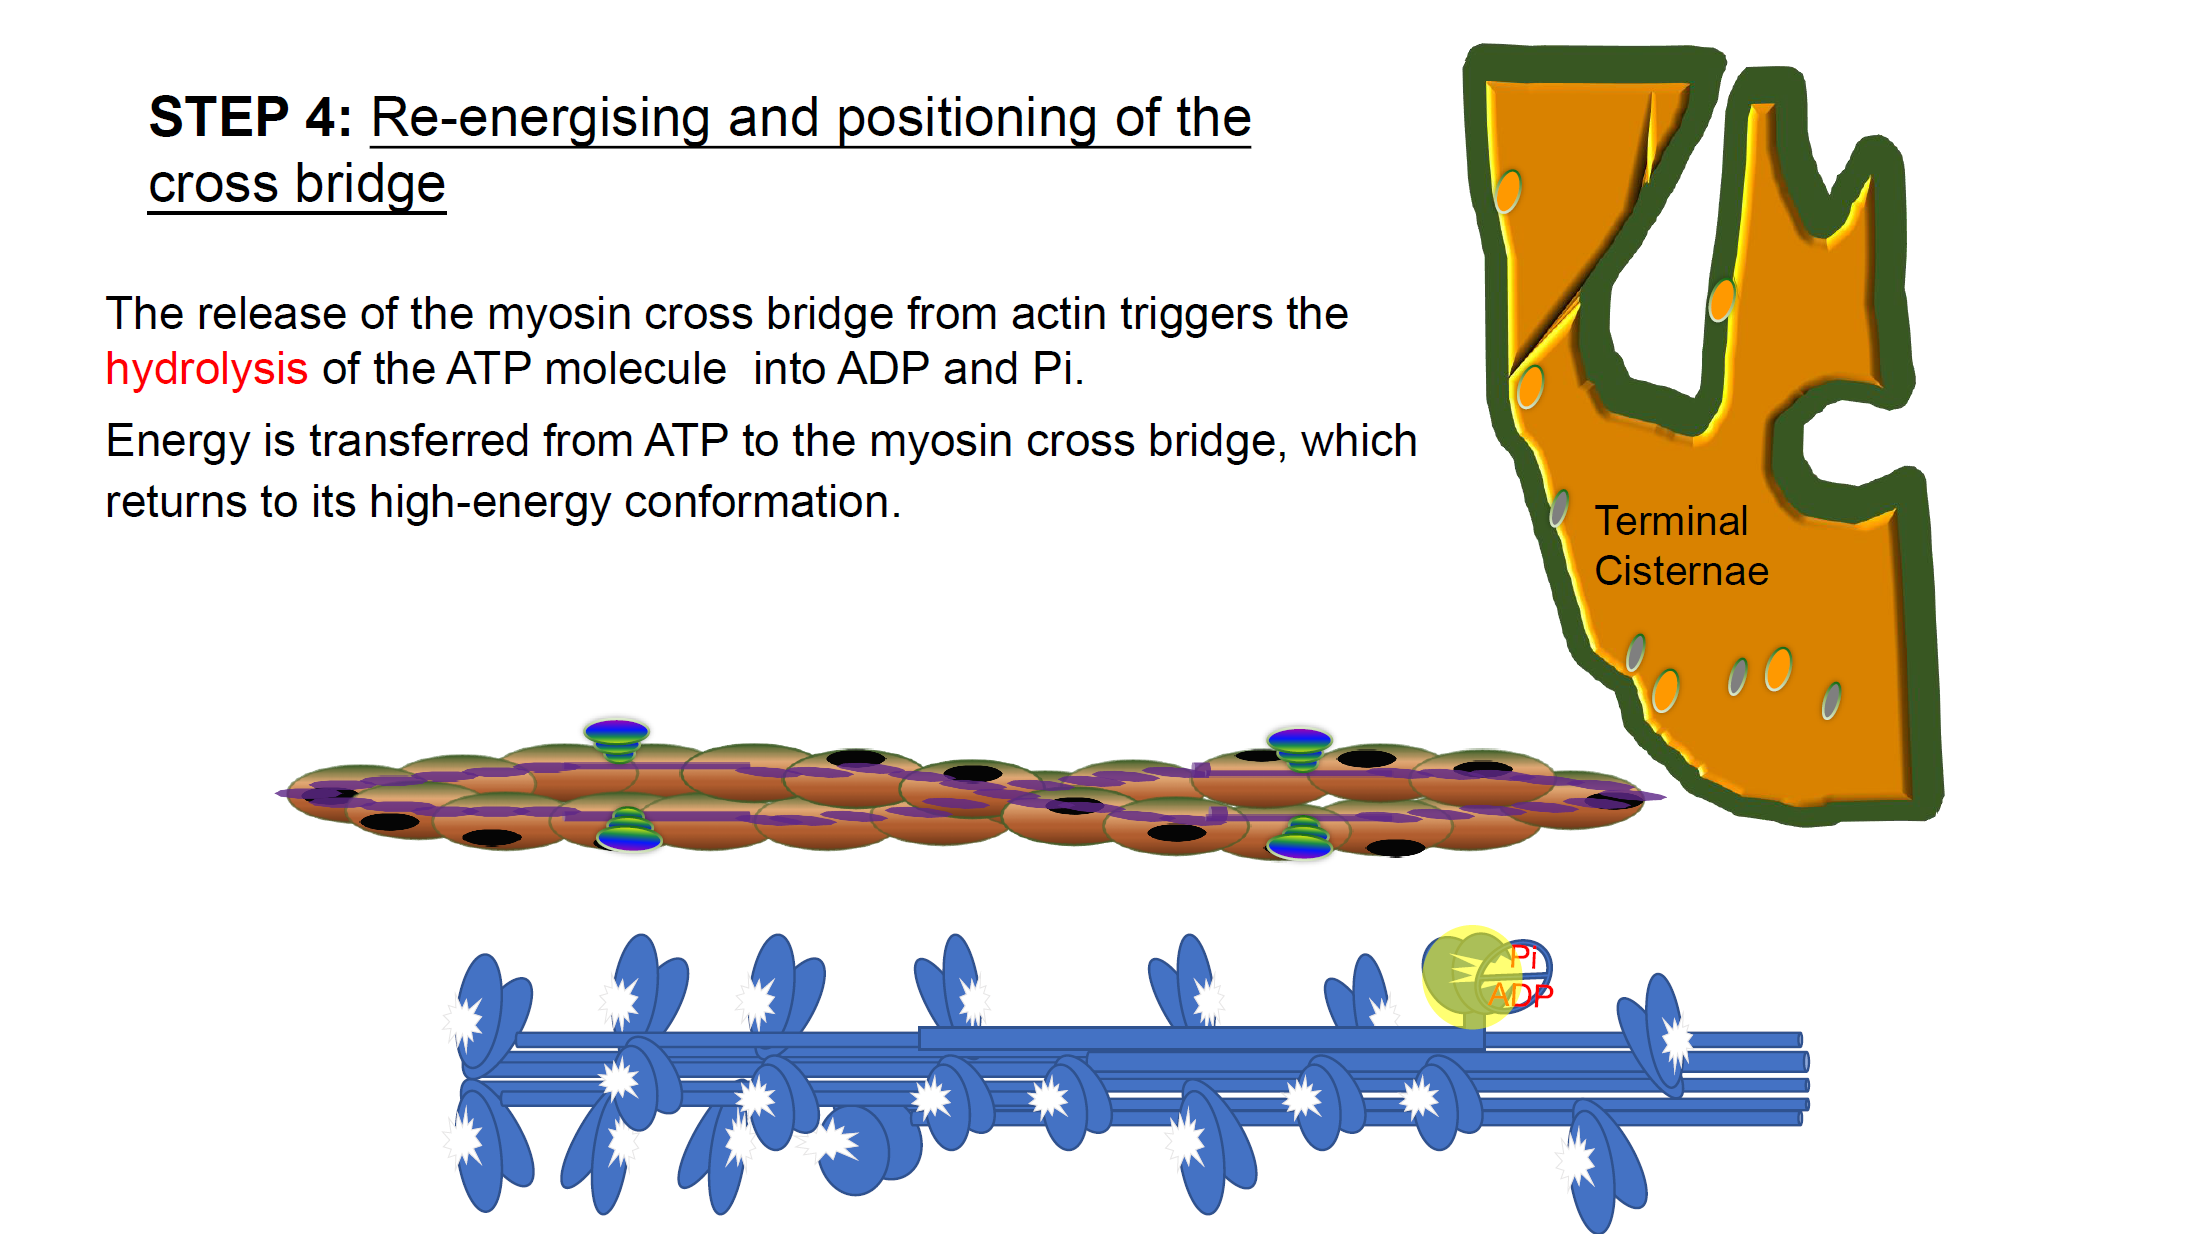 STEP 4: Re-energising and positioning of the
cross bridge
The release of the myosin cross bridge from actin triggers the
hydrolysis of the ATP molecule  into ADP and Pi.
Energy is transferred from ATP to the myosin cross bridge, which
returns to its high-energy conformation.
Terminal
Cisternae
Pi
ADP